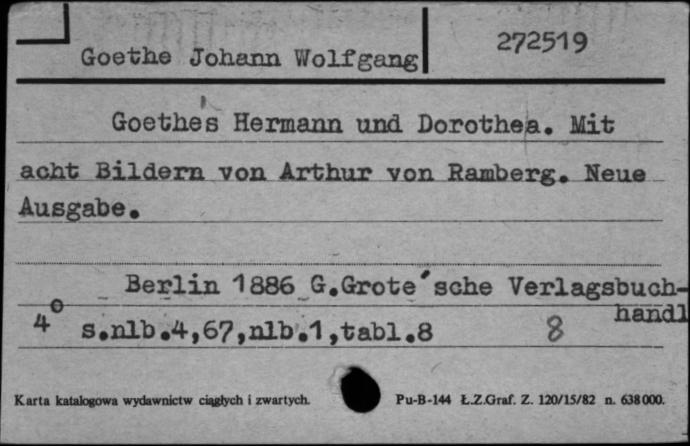 Goethe Johann Wolfgang
272519
Goethe's Hermann und Dorothea. Mit
acht Bildern von Arthur von Ramberg. Neue
Ausgabe.
Berlin 1886 G.Grote'sche Verlagsbuch-
handl
4° s.nlb.4,67,nlb.1,tabl.8 8
Karta katalogowa wydawnictw ciągłych i zwartych. Pu-B-144 Ł.Z.Graf. Z. 120/15/82 n. 638000.